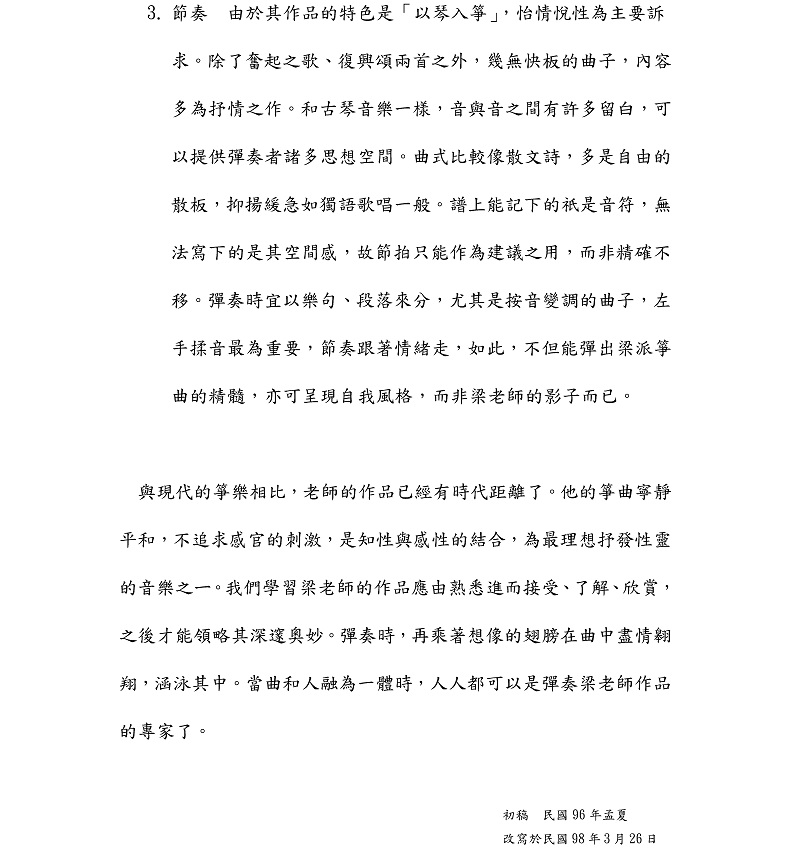 3. 節奏　由於其作品的特色是「以琴入箏」，怡情悅性為主要訴
求。除了奮起之歌、復興頌兩首之外，幾無快板的曲子，內容
多為抒情之作。和古琴音樂一樣，音與音之間有許多留白，可
以提供彈奏者諸多思想空間。曲式比較像散文詩，多是自由的
散板，抑揚緩急如獨語歌唱一般。譜上能記下的祇是音符，無
法寫下的是其空間感，故節拍只能作為建議之用，而非精確不
移。彈奏時宜以樂句、段落來分，尤其是按音變調的曲子，左
手揉音最為重要，節奏跟著情緒走，如此，不但能彈出梁派箏
曲的精髓，亦可呈現自我風格，而非梁老師的影子而已。
與現代的箏樂相比，老師的作品已經有時代距離了。他的箏曲寧靜
平和，不追求感官的刺激，是知性與感性的結合，為最理想抒發性靈
的音樂之一。我們學習梁老師的作品應由熟悉進而接受、了解、欣賞，
之後才能領略其深邃奧妙。彈奏時，再乘著想像的翅膀在曲中盡情翱
翔，涵泳其中。當曲和人融為一體時，人人都可以是彈奏梁老師作品
的專家了。
初稿　民國 96 年孟夏
改寫於民國 98 年 3 月 26 日